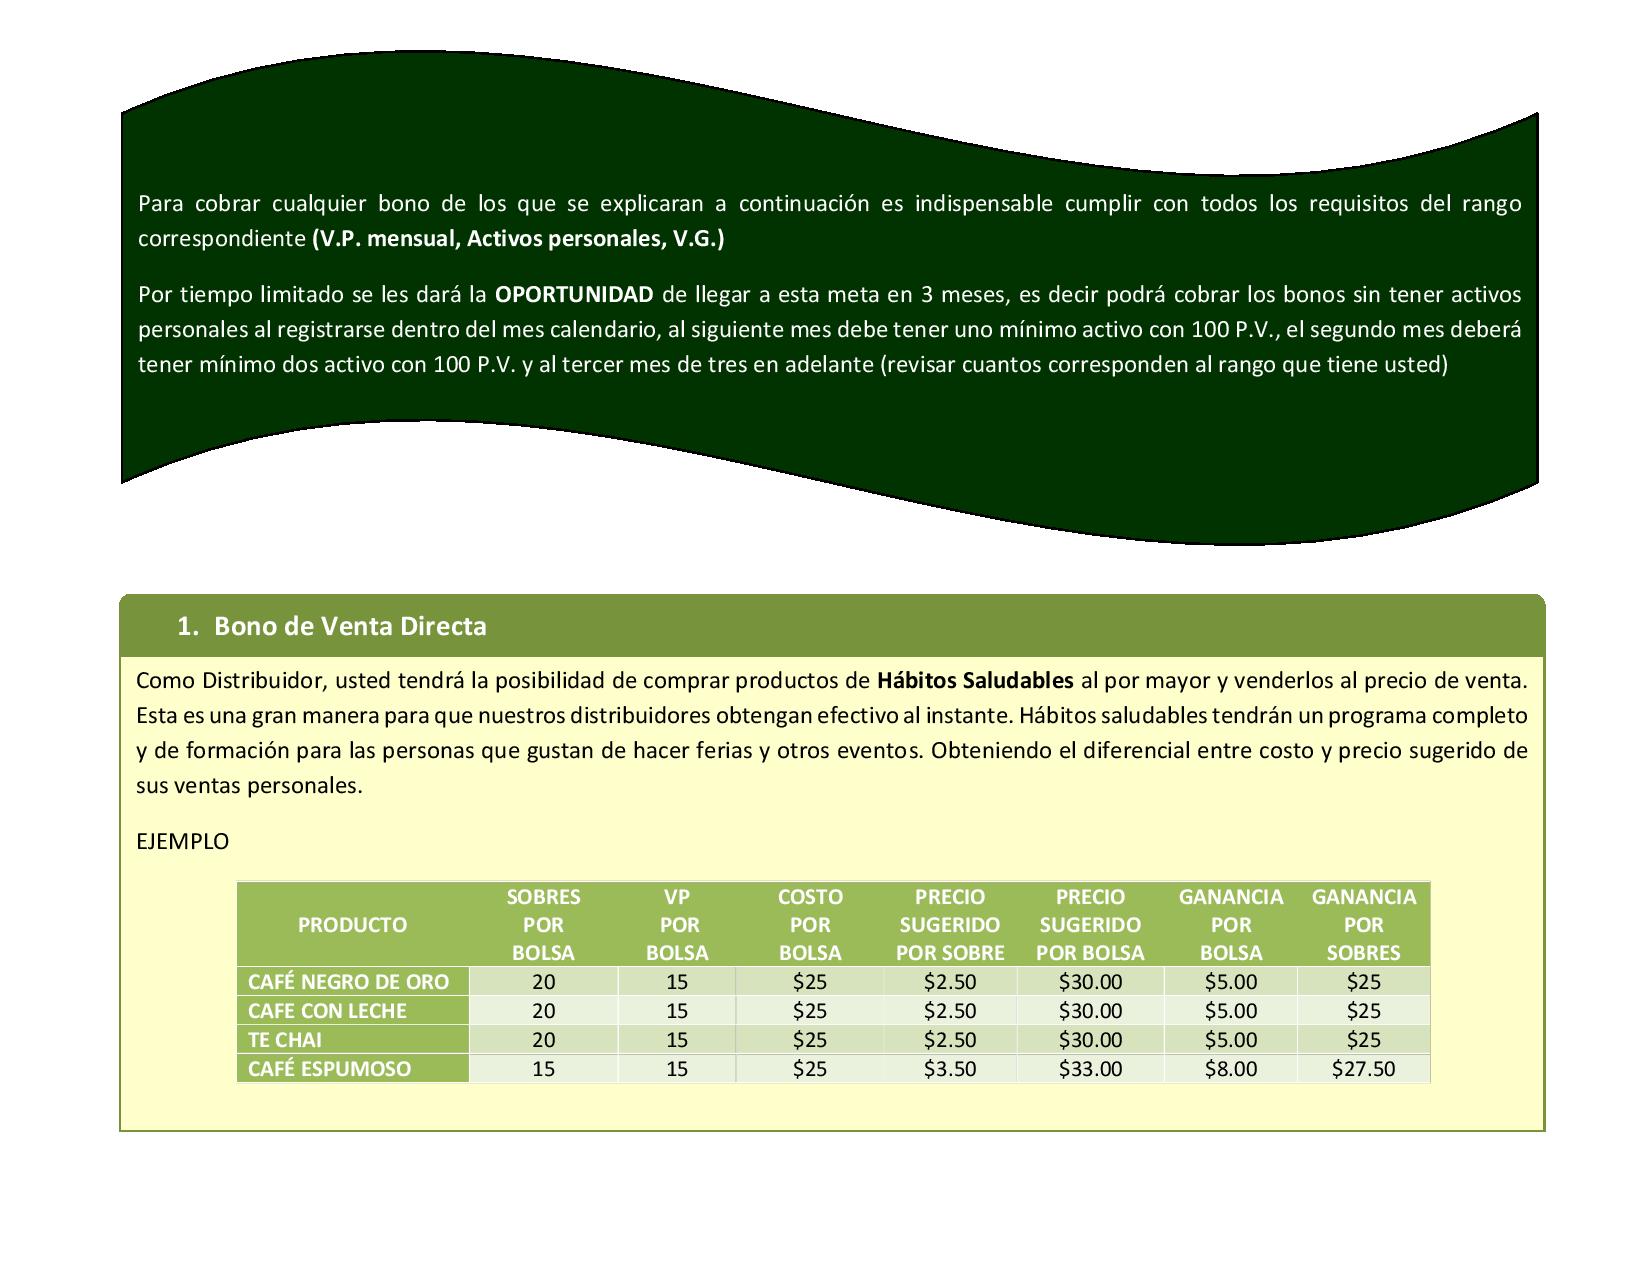 Para cobrar cualquier bono de los que se explicaran a continuación es indispensable cumplir con todos los requisitos del rango
correspondiente (V.P. mensual, Activos personales, V.G.)
Por tiempo limitado se les dará la OPORTUNIDAD de llegar a esta meta en 3 meses, es decir podrá cobrar los bonos sin tener activos
personales al registrarse dentro del mes calendario, al siguiente mes debe tener uno mínimo activo con 100 P.V., el segundo mes deberá
tener mínimo dos activo con 100 P.V. y al tercer mes de tres en adelante (revisar cuantos corresponden al rango que tiene usted)
1. Bono de Venta Directa
Como Distribuidor, usted tendrá la posibilidad de comprar productos de Hábitos Saludables al por mayor y venderlos al precio de venta.
Esta es una gran manera para que nuestros distribuidores obtengan efectivo al instante. Hábitos saludables tendrán un programa completo
y de formación para las personas que gustan de hacer ferias y otros eventos. Obteniendo el diferencial entre costo y precio sugerido de
sus ventas personales.
EJEMPLO
SOBRES VP COSTO PRECIO PRECIO GANANCIA GANANCIA
PRODUCTO POR POR POR SUGERIDO SUGERIDO POR POR
BOLSA BOLSA BOLSA POR SOBRE POR BOLSA BOLSA SOBRES
CAFÉ NEGRO DE ORO 20 15 $25 $2.50 $30.00 $5.00 $25
CAFE CON LECHE 20 15 $25 $2.50 $30.00 $5.00 $25
TE CHAI 20 15 $25 $2.50 $30.00 $5.00 $25
CAFÉ ESPUMOSO 15 15 $25 $3.50 $33.00 $8.00 $27.50